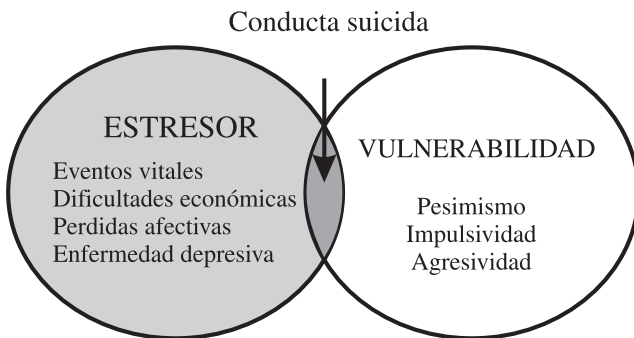 Conducta suicida
ESTRESOR
Eventos vitales
Dificultades económicas
Perdidas afectivas
Enfermedad depresiva
VULNERABILIDAD
Pesimismo
Impulsividad
Agresividad